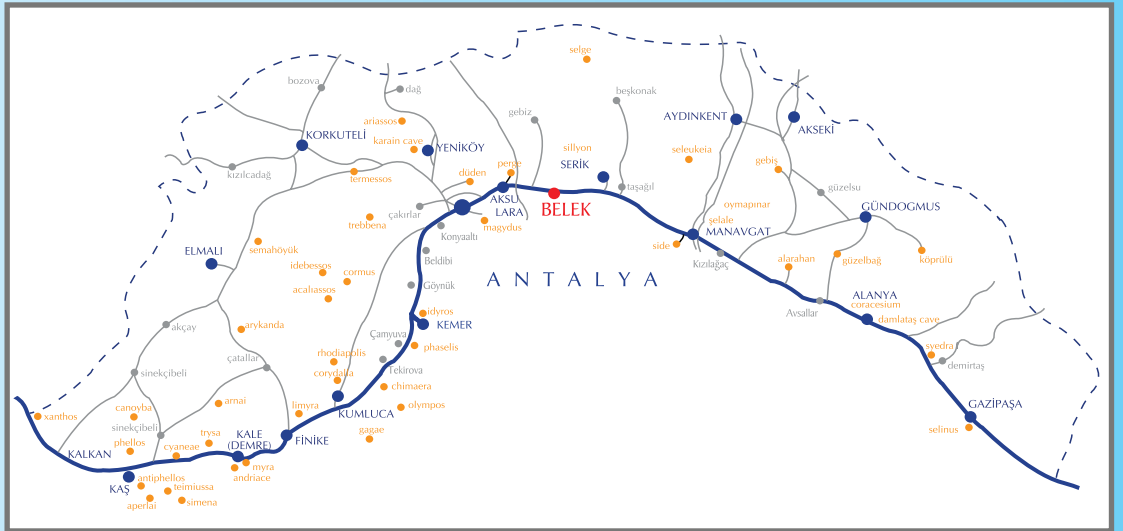 selge
bozova
dağ
beşkonak
ariassos
gebiz
AYDINKENT
AKSEKİ
KORKUTELİ
karain cave
YENİKÖY
sillyon
seleukeia
gebiş
kızılcadağ
termessos
düden
perge
SERİK
taşağıl
güzelsu
AKSU
LARA
BELEK
oymapınar
GÜNDOGMUS
çakırlar
trebbena
magydus
şelale
MANAVGAT
Konyaaltı
side
Kızılağaç
ELMALI
semahöyük
Beldibi
alarahan
güzelbağ
köprülü
idebessos
cormus
Göynük
ANTALYA
acalıassos
idyros
KEMER
Avsallar
ALANYA
coracesium
damlataş cave
akçay
arykanda
Çamyuva
phaselis
syedra
demirtaş
çatallar
rhodiapolis
corydalla
Tekirova
sinekçibeli
chimaera
canoyba
arnai
limyra
KUMLUCA
olympos
GAZİPAŞA
xanthos
sinekçibeli
selinus
phellos
trysa
KALE
(DEMRE)
FİNİKE
gagae
KALKAN
cyaneae
myra
andriace
KAŞ
antiphellos
teimiussa
aperlai
simena